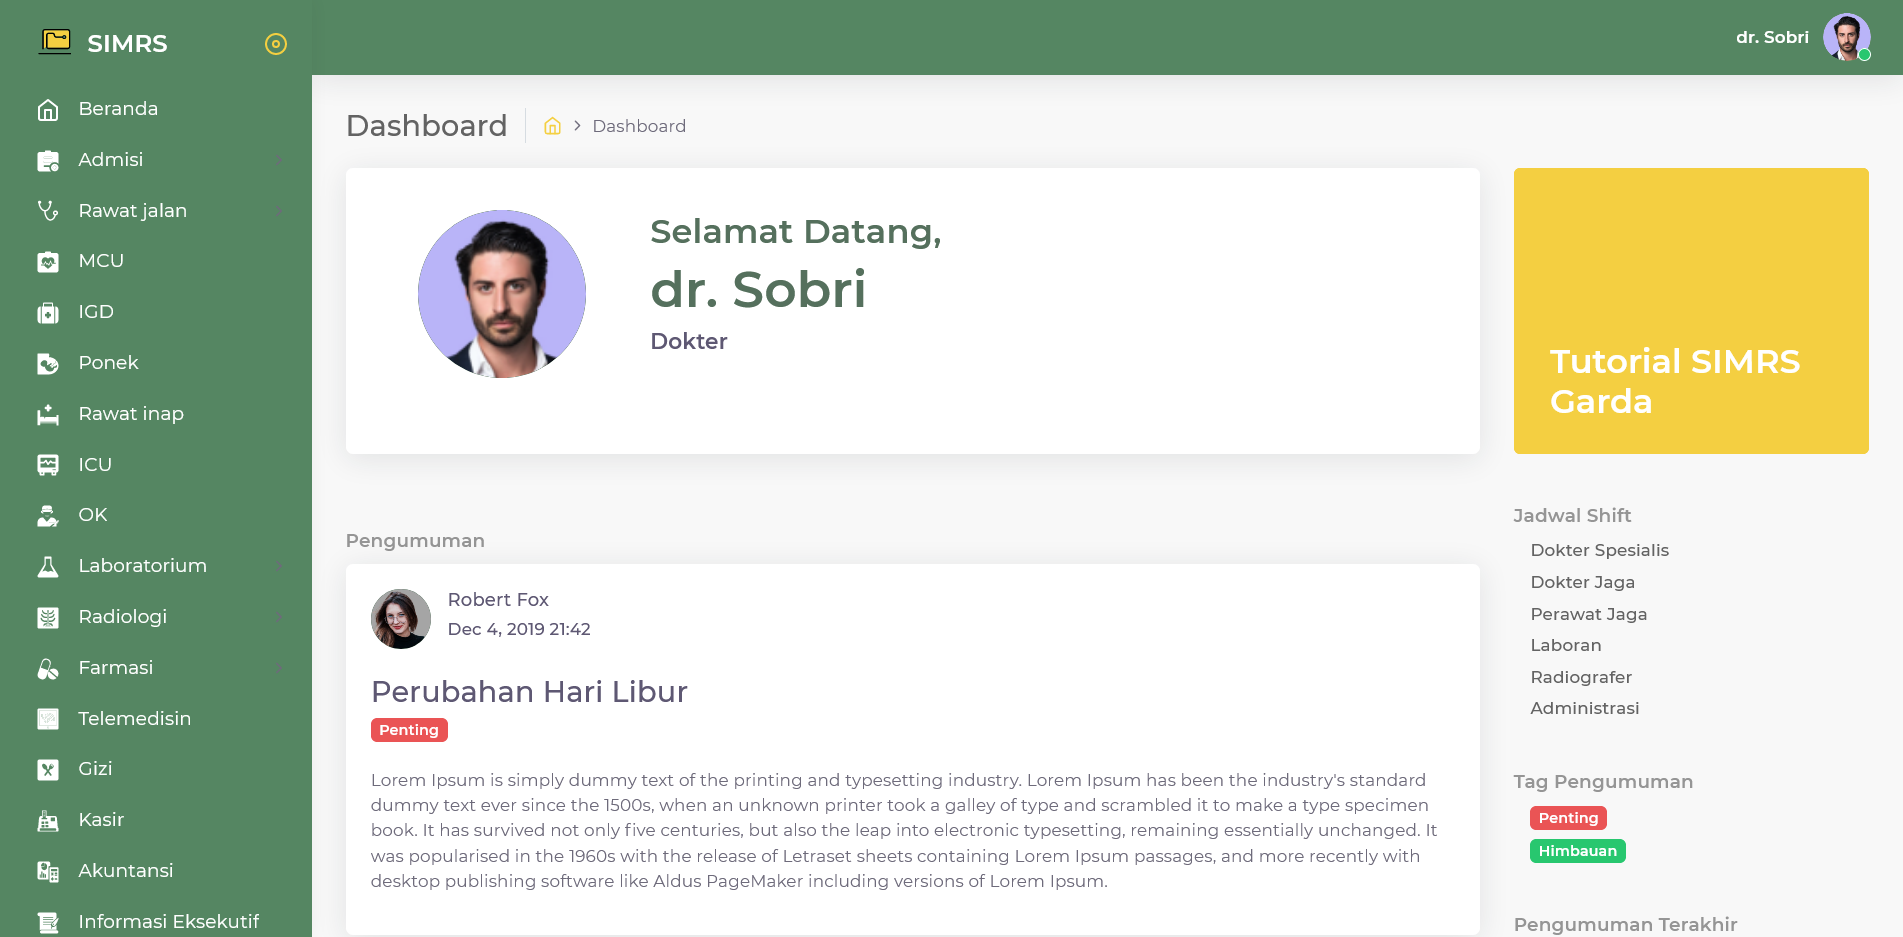 SIMRS
Beranda
Admisi
Rawat jalan
MCU
IGD
Ponek
Rawat inap
ICU
OK
Laboratorium
Radiologi
Farmasi
Telemedisin
Gizi
Kasir
Akuntansi
Informasi Eksekutif
dr. Sobri
Dashboard
Dashboard
Selamat Datang,
dr. Sobri
Dokter
Pengumuman
Robert Fox
Dec 4, 2019 21:42
Perubahan Hari Libur
Penting
Lorem Ipsum is simply dummy text of the printing and typesetting industry. Lorem Ipsum has been the industry's standard
dummy text ever since the 1500s, when an unknown printer took a galley of type and scrambled it to make a type specimen
book. It has survived not only five centuries, but also the leap into electronic typesetting, remaining essentially unchanged. It
was popularised in the 1960s with the release of Letraset sheets containing Lorem Ipsum passages, and more recently with
desktop publishing software like Aldus PageMaker including versions of Lorem Ipsum.
Tutorial SIMRS
Garda
Jadwal Shift
Dokter Spesialis
Dokter Jaga
Perawat Jaga
Laboran
Radiografer
Administrasi
Tag Pengumuman
Penting
Himbauan
Pengumuman Terakhir